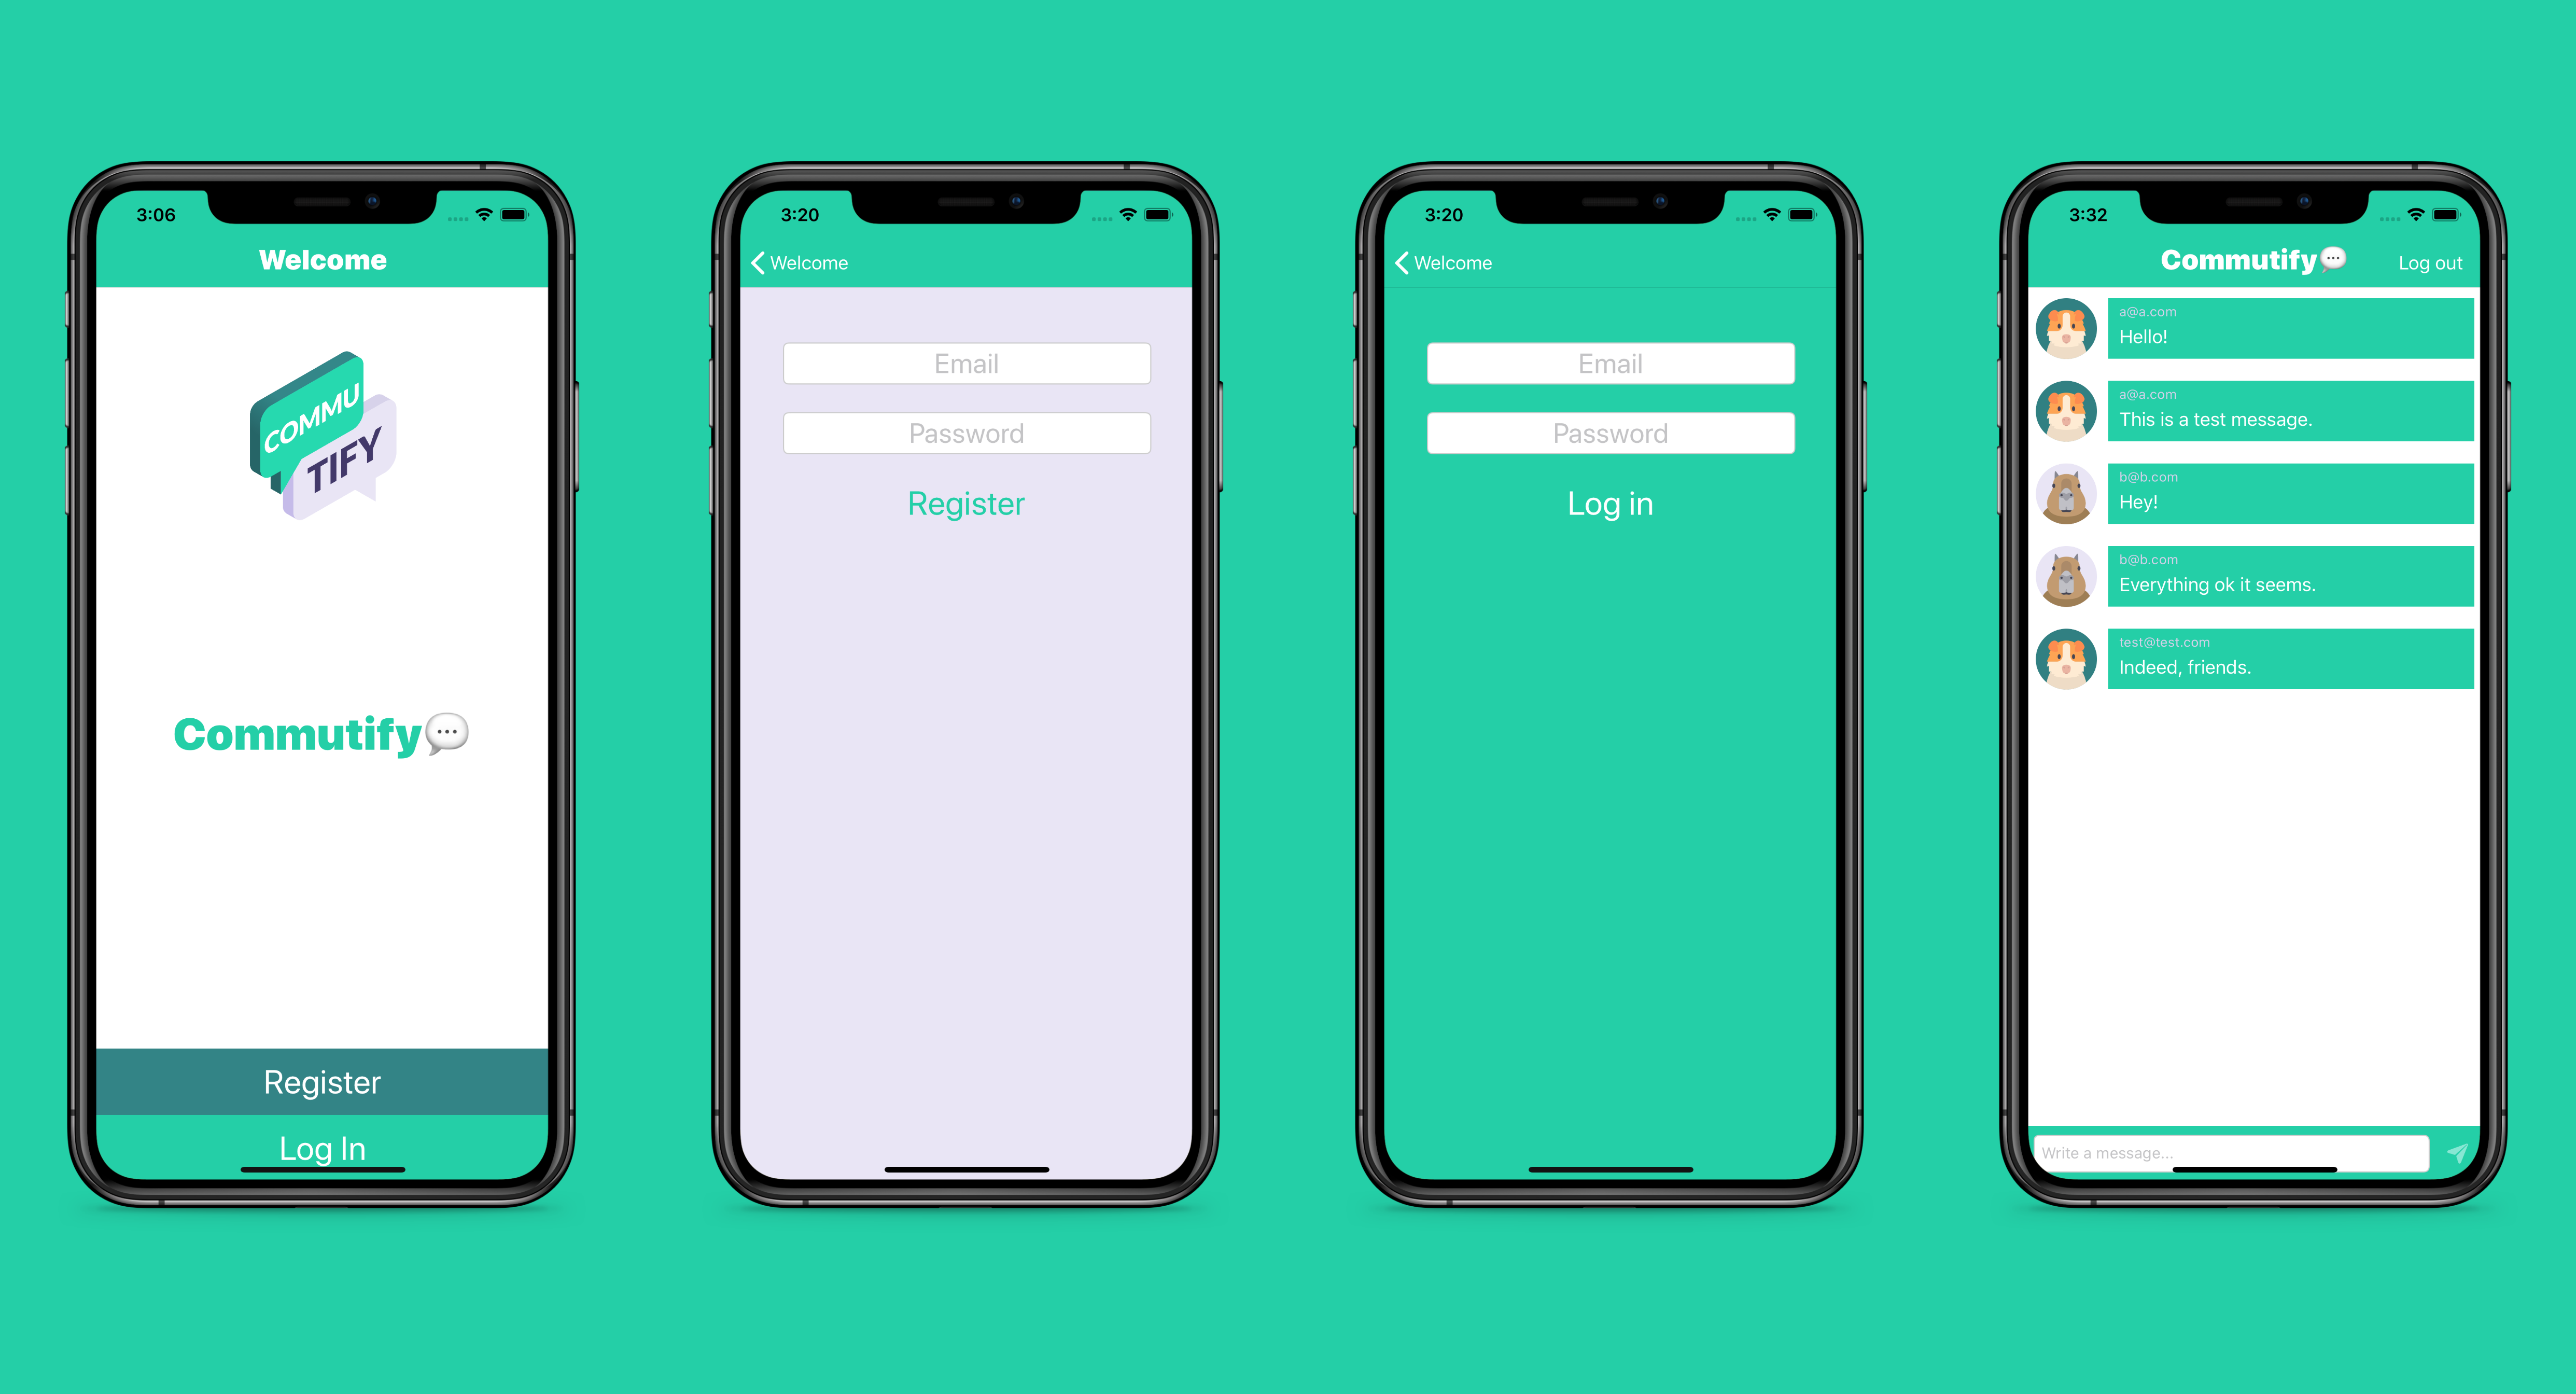 3:06
Welcome
COMMU
TIFY
Commutify
Register
Log In
3:20
Welcome
Email
Password
Register
3:20
Welcome
Email
Password
Log in
3:32
Commutify
Log out
a@a.com
Hello!
a@a.com
This is a test message.
b@b.com
Hey!
b@b.com
Everything ok it seems.
test@test.com
Indeed, friends.
Write a message...